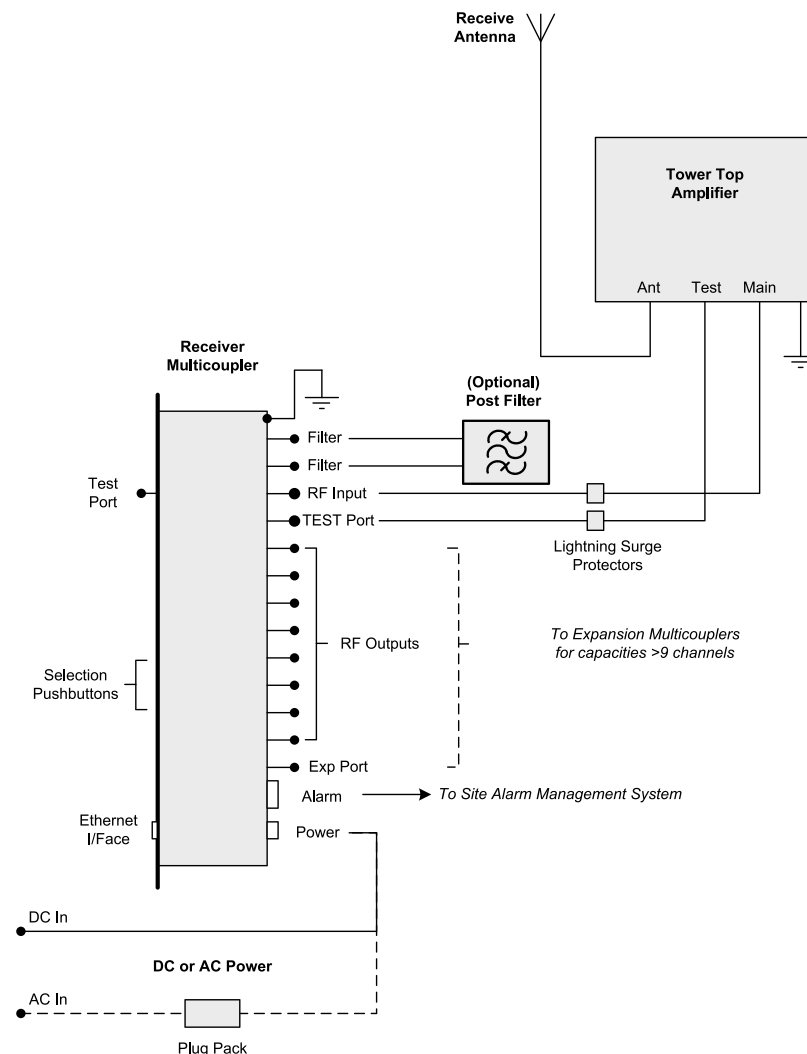 Receive
Antenna
Tower Top
Amplifier
Ant Test Main
Receiver
Multicoupler
(Optional)
Post Filter
Filter
Filter
RF Input
TEST Port
Test
Port
Lightning Surge
Protectors
RF Outputs
To Expansion Multicouplers
for capacities >9 channels
Selection
Pushbuttons
Exp Port
Alarm
To Site Alarm Management System
Ethernet
I/Face
Power
DC In
DC or AC Power
AC In
Plug Pack